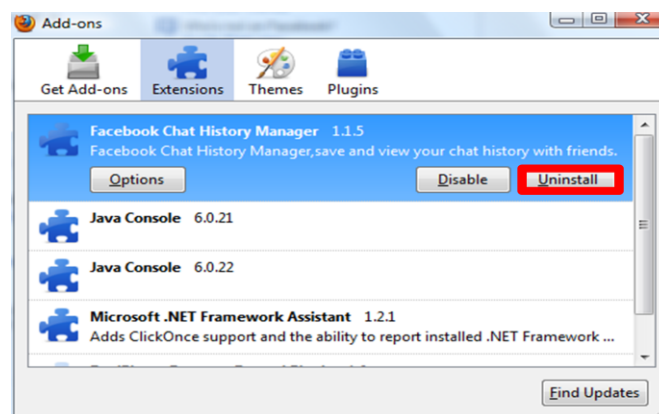 Add-ons
Get Add-ons Extensions Themes Plugins
Facebook Chat History Manager 1.1.5
Facebook Chat History Manager,save and view your chat history with friends.
Options Disable Uninstall
Java Console 6.0.21
Java Console 6.0.22
Microsoft .NET Framework Assistant 1.2.1
Adds ClickOnce support and the ability to report installed .NET Framework ...
Find Updates